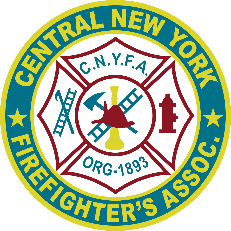 CENTRAL NEW YORK
C.N.Y.F.A.
ORG-1893
FIREFIGHTER'S ASSOC.